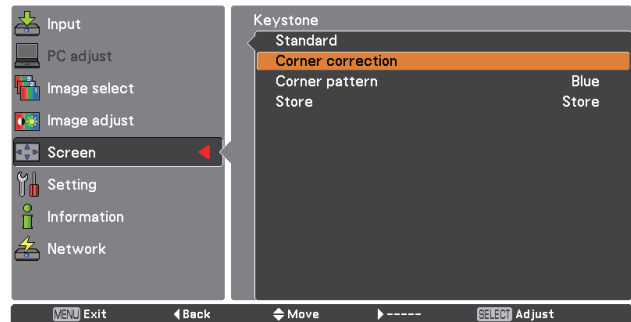 Input
PC adjust
Image select
Image adjust
Screen
Setting
Information
Network
Keystone
Standard
Corner correction
Corner pattern Blue
Store Store
MENU Exit Back Move ----- SELECT Adjust